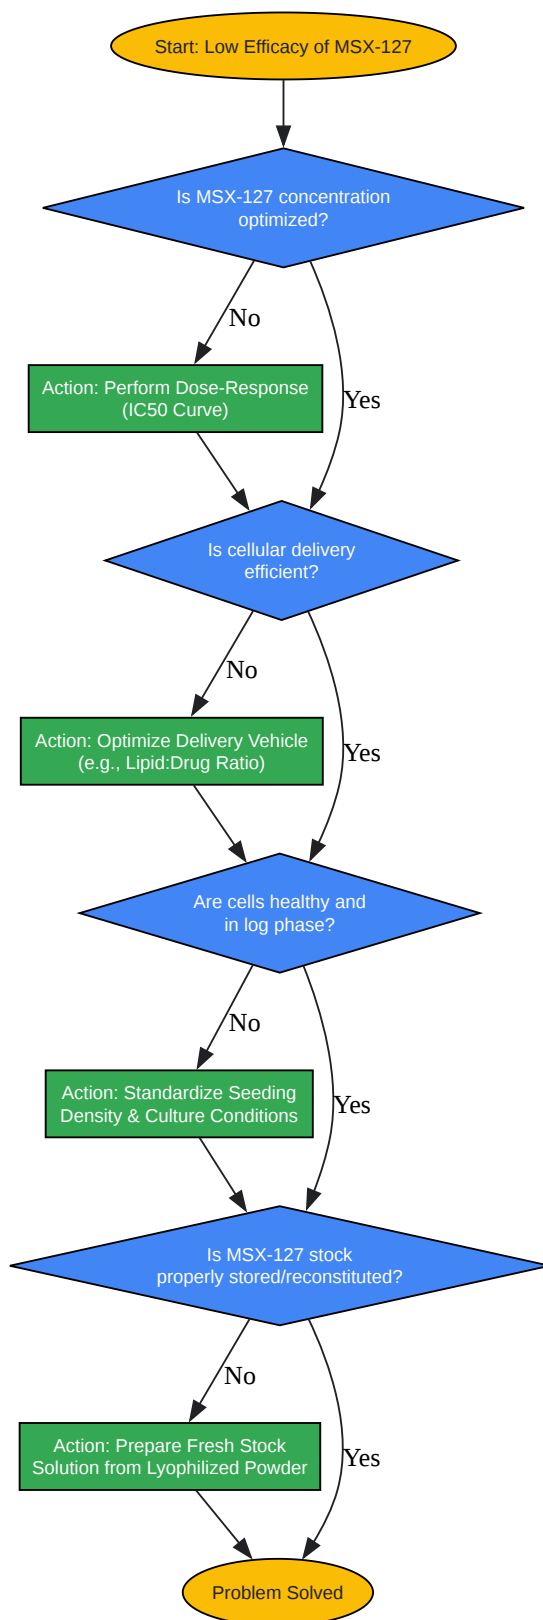 Start: Low Efficacy of MSX-127
Is MSX-127 concentration
optimized?
No
Yes
Action: Perform Dose-Response
(IC50 Curve)
Is cellular delivery
efficient?
No
Yes
Action: Optimize Delivery Vehicle
(e.g., Lipid:Drug Ratio)
Are cells healthy and
in log phase?
No
Yes
Action: Standardize Seeding
Density & Culture Conditions
Is MSX-127 stock
properly stored/reconstituted?
No
Yes
Action: Prepare Fresh Stock
Solution from Lyophilized Powder
Problem Solved